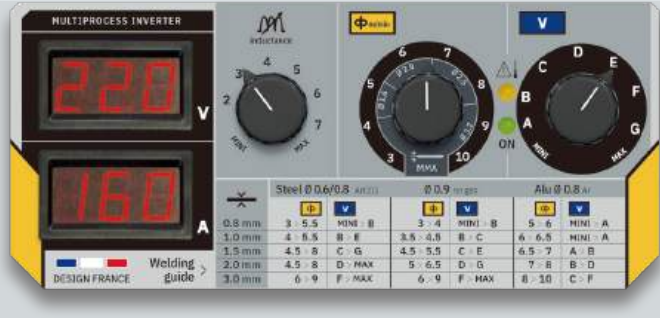 MULTIPROCESS INVERTER
220
V
160
A
DESIGN FRANCE
Welling guide >
INDUCTANCE
MINI 2 3 4 5 6 7 MAX
Φ m/min
3 4 5 6 7 8 9 10
MMA
ON
V
MINI A B C D E F G MAX
Steel Ø 0.6/0.8 Ø 0.9 Alu Ø 0.8 Ar
Φ V Φ V Φ V
0.8 mm 3 > 5.5 MINI > B 3 > 4 MINI > B 5 > 6 MINI > A
1.0 mm 4 > 5.5 B > E 3.5 > 4.5 B > C 6 > 6.5 MINI > A
1.5 mm 4.5 > 8 C > G 4.5 > 5.5 C > E 6.5 > 7 A > B
2.0 mm 4.5 > 8 D > MAX 5 > 6.5 D > G 7 > 8 B > D
3.0 mm 6 > 9 F > MAX 6 > 9 F > MAX 8 > 10 C > F